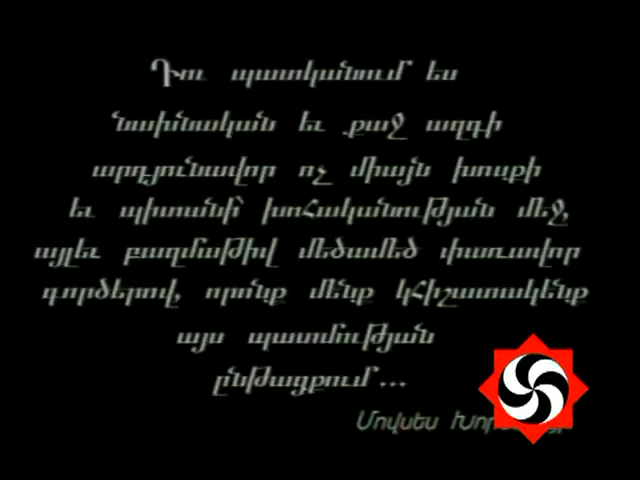 Դու պատկանում ես
նախնական եւ քաջ ազգի
արդյունավոր ոչ միայն խոսքի
եւ պիտանի՝ խոհականության մեջ,
այլեւ բազմաթիվ մեծամեծ փառավոր
գործերով, որոնք մենք կհիշատակենք
այս պատմության
ընթացքում...
Մովսես